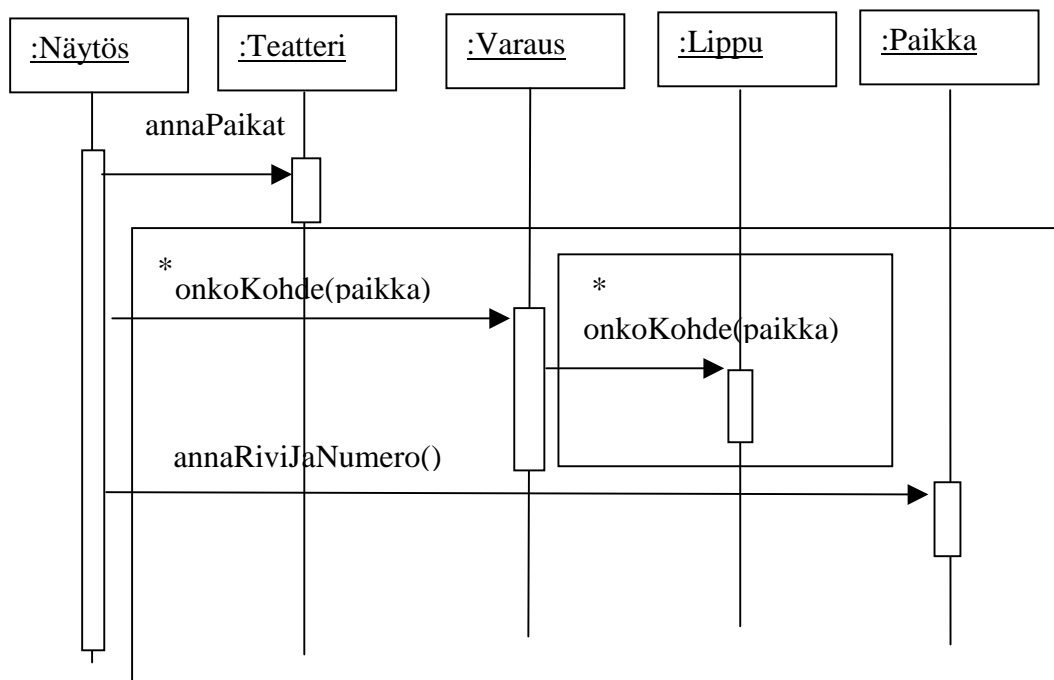 :Näytös
:Teatteri
:Varaus
:Lippu
:Paikka
annaPaikat
*
onkoKohde(paikka)
*
onkoKohde(paikka)
annaRiviJaNumero()